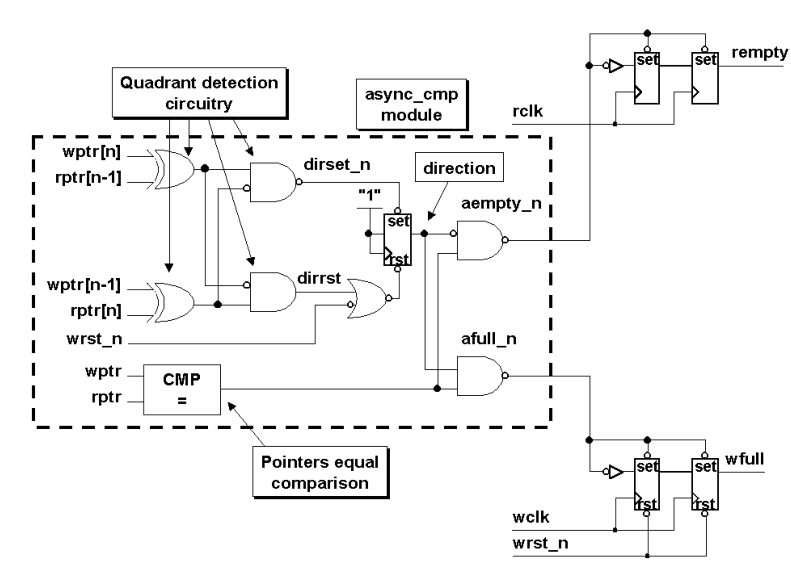 Quadrant detection
circuitry
async_cmp
module
rempty
set
set
rclk
wptr[n]
rptr[n-1]
dirset_n
direction
"1"
aempty_n
set
rst
wptr[n-1]
rptr[n]
dirrst
wrst_n
afull_n
wptr
rptr
CMP
=
Pointers equal
comparison
set
set
wfull
rst
rst
wclk
wrst_n